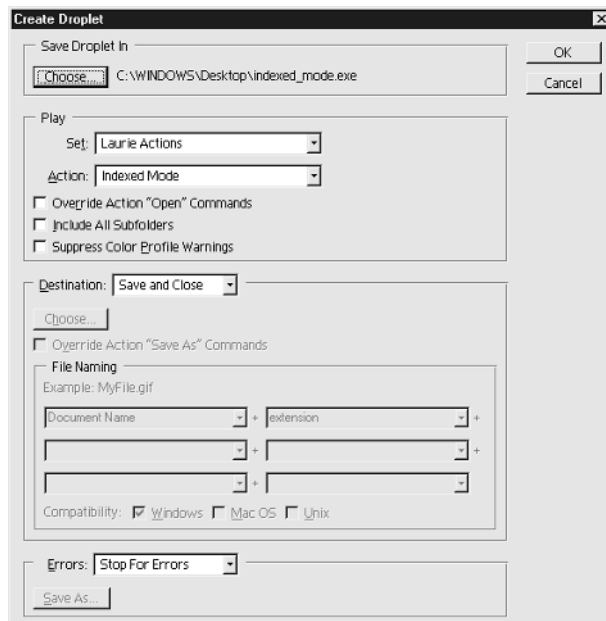 Create Droplet
Save Droplet In
Choose... C:\WINDOWS\Desktop\indexed_mode.exe
OK
Cancel
Play
Set: Laurie Actions
Action: Indexed Mode
Override Action "Open" Commands
Include All Subfolders
Suppress Color Profile Warnings
Destination: Save and Close
Choose...
Override Action "Save As" Commands
File Naming
Example: MyFile.gif
Document Name + extension +
+ +
+
Compatibility: Windows Mac OS Unix
Errors: Stop For Errors
Save As...